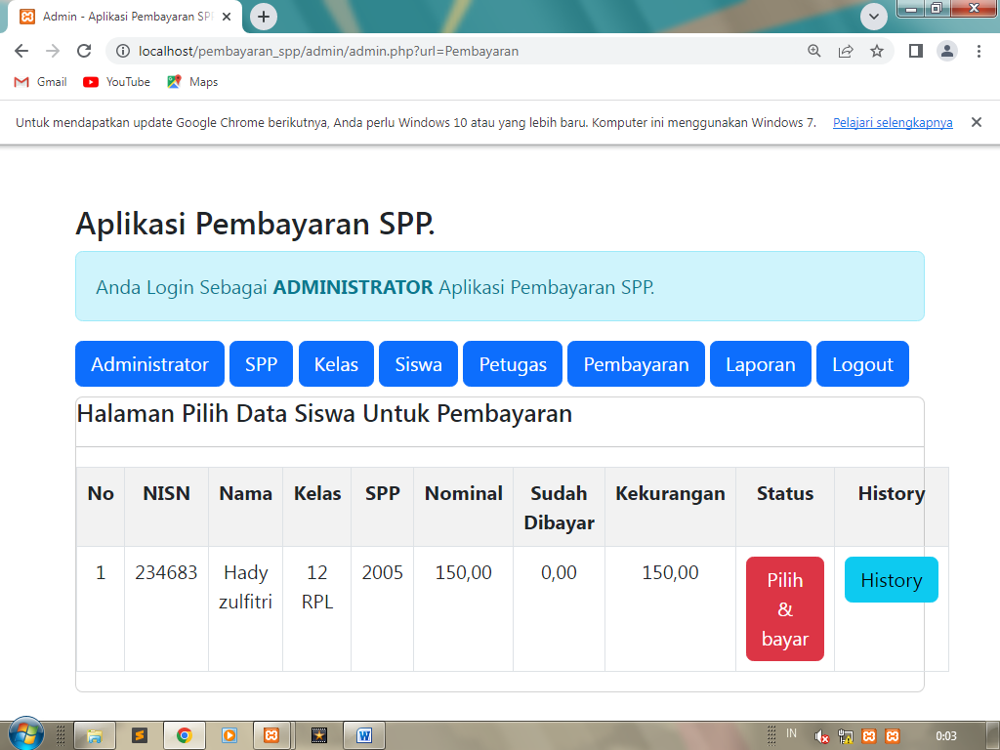 Admin - Aplikasi Pembayaran SPP
localhost/pembayaran_spp/admin/admin.php?url=Pembayaran
Gmail YouTube Maps
Untuk mendapatkan update Google Chrome berikutnya, Anda perlu Windows 10 atau yang lebih baru. Komputer ini menggunakan Windows 7. Pelajari selengkapnya
Aplikasi Pembayaran SPP.
Anda Login Sebagai ADMINISTRATOR Aplikasi Pembayaran SPP.
Administrator SPP Kelas Siswa Petugas Pembayaran Laporan Logout
Halaman Pilih Data Siswa Untuk Pembayaran
No NISN Nama Kelas SPP Nominal Sudah Kekurangan Status History
Dibayar
1 234683 Hady 12 2005 150,00 0,00 150,00 Pilih History
zulfitri RPL &
bayar
IN 0:03